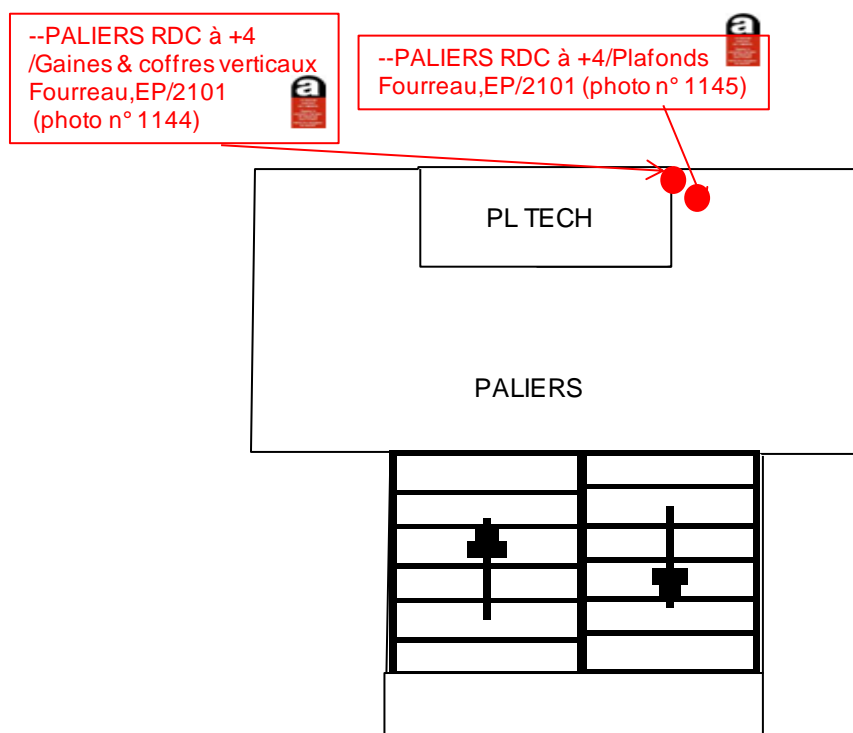 --PALIERS RDC à +4
/Gaines & coffres verticaux
Fourreau,EP/2101
(photo n° 1144)
--PALIERS RDC à +4/Plafonds
Fourreau,EP/2101 (photo n° 1145)
a
a
PL TECH
PALIERS